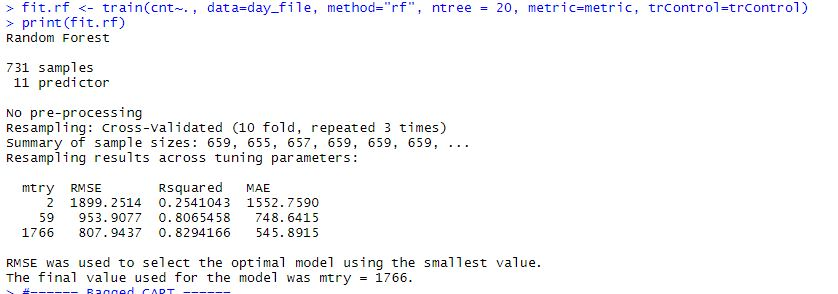 > fit.rf <- train(cnt~., data=day_file, method="rf", ntree = 20, metric=metric, trControl=trControl)
> print(fit.rf)
Random Forest
731 samples
11 predictor
No pre-processing
Resampling: Cross-Validated (10 fold, repeated 3 times)
Summary of sample sizes: 659, 655, 657, 659, 659, 659, ...
Resampling results across tuning parameters:
mtry RMSE Rsquared MAE
2 1899.2514 0.2541043 1552.7590
59 953.9077 0.8065458 748.6415
1766 807.9437 0.8294166 545.8915
RMSE was used to select the optimal model using the smallest value.
The final value used for the model was mtry = 1766.
> #------ Bagged CART ------